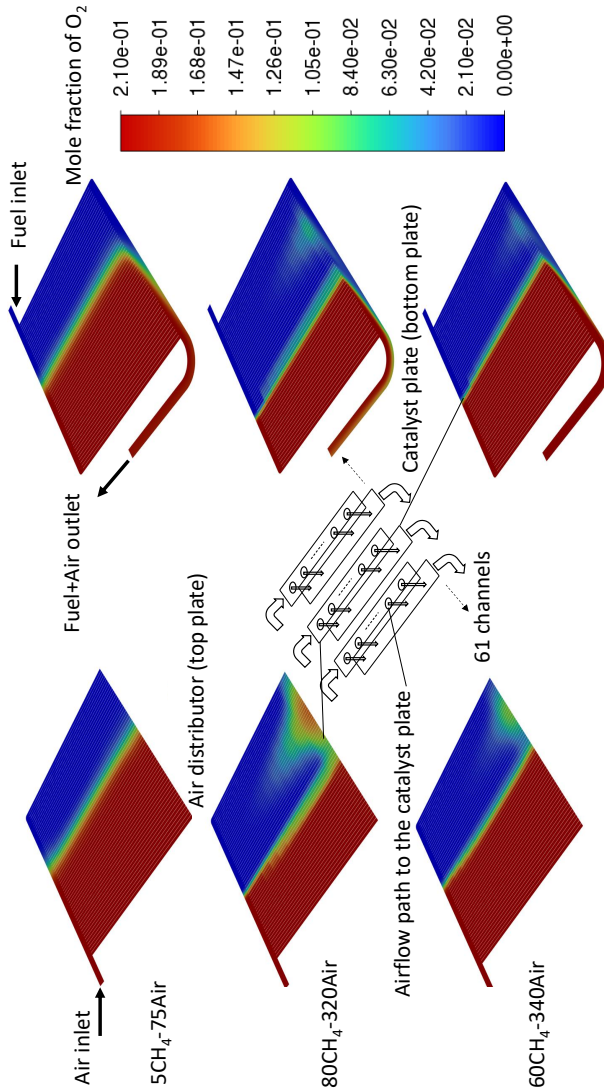 Air inlet
Fuel inlet
Fuel+Air outlet
Mole fraction of O₂
2.10e-01
1.89e-01
1.68e-01
1.47e-01
1.26e-01
1.05e-01
8.40e-02
6.30e-02
4.20e-02
2.10e-02
0.00e+00
5CH₄-75Air
Air distributor (top plate)
80CH₄-320Air
Catalyst plate (bottom plate)
Airflow path to the catalyst plate
61 channels
60CH₄-340Air